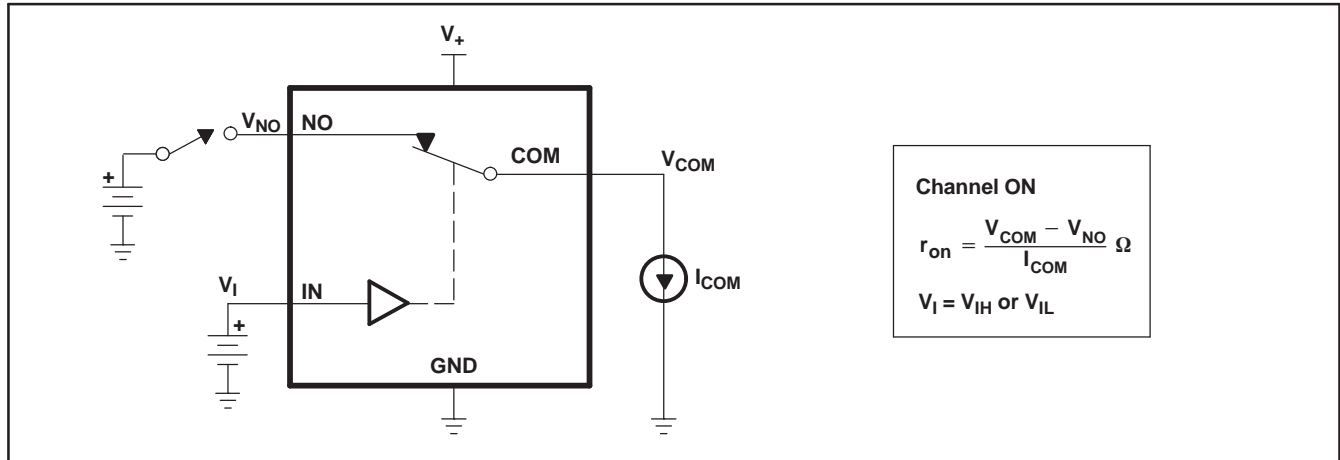 V+
VNO NO
COM
VCOM
+
VI IN
+
ICOM
GND
Channel ON
ron = VCOM − VNO / ICOM Ω
VI = VIH or VIL